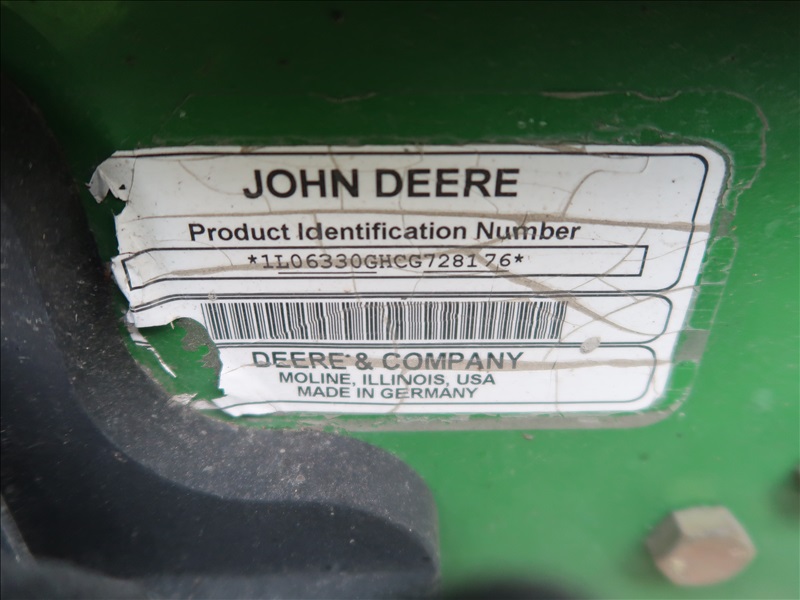 JOHN DEERE
Product Identification Number
*1L06330GHCG728176*
DEERE & COMPANY
MOLINE, ILLINOIS, USA
MADE IN GERMANY